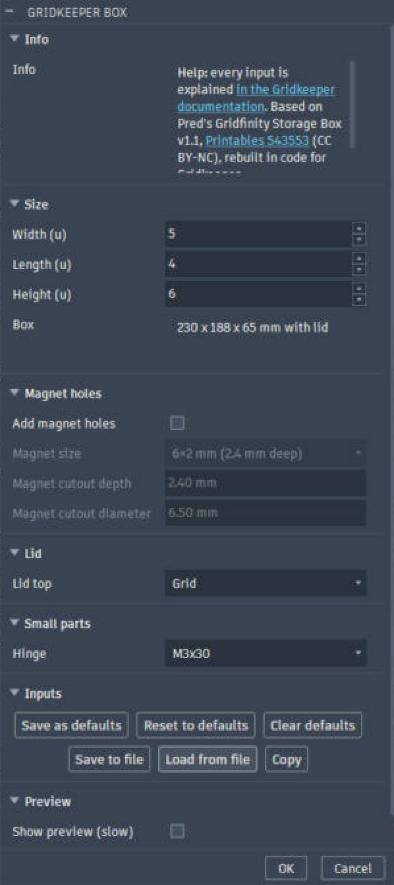 GRIDKEEPER BOX
Info
Info
Help: every input is
explained in the Gridkeeper
documentation. Based on
Pred's Gridfinity Storage Box
v1.1, Printables 543553 (CC
BY-NC), rebuilt in code for
Size
Width (u) 5
Length (u) 4
Height (u) 6
Box 230 x 188 x 65 mm with lid
Magnet holes
Add magnet holes
Magnet size 6×2 mm (2.4 mm deep)
Magnet cutout depth 2.40 mm
Magnet cutout diameter 6.50 mm
Lid
Lid top Grid
Small parts
Hinge M3x30
Inputs
Save as defaults Reset to defaults Clear defaults
Save to file Load from file Copy
Preview
Show preview (slow)
OK Cancel